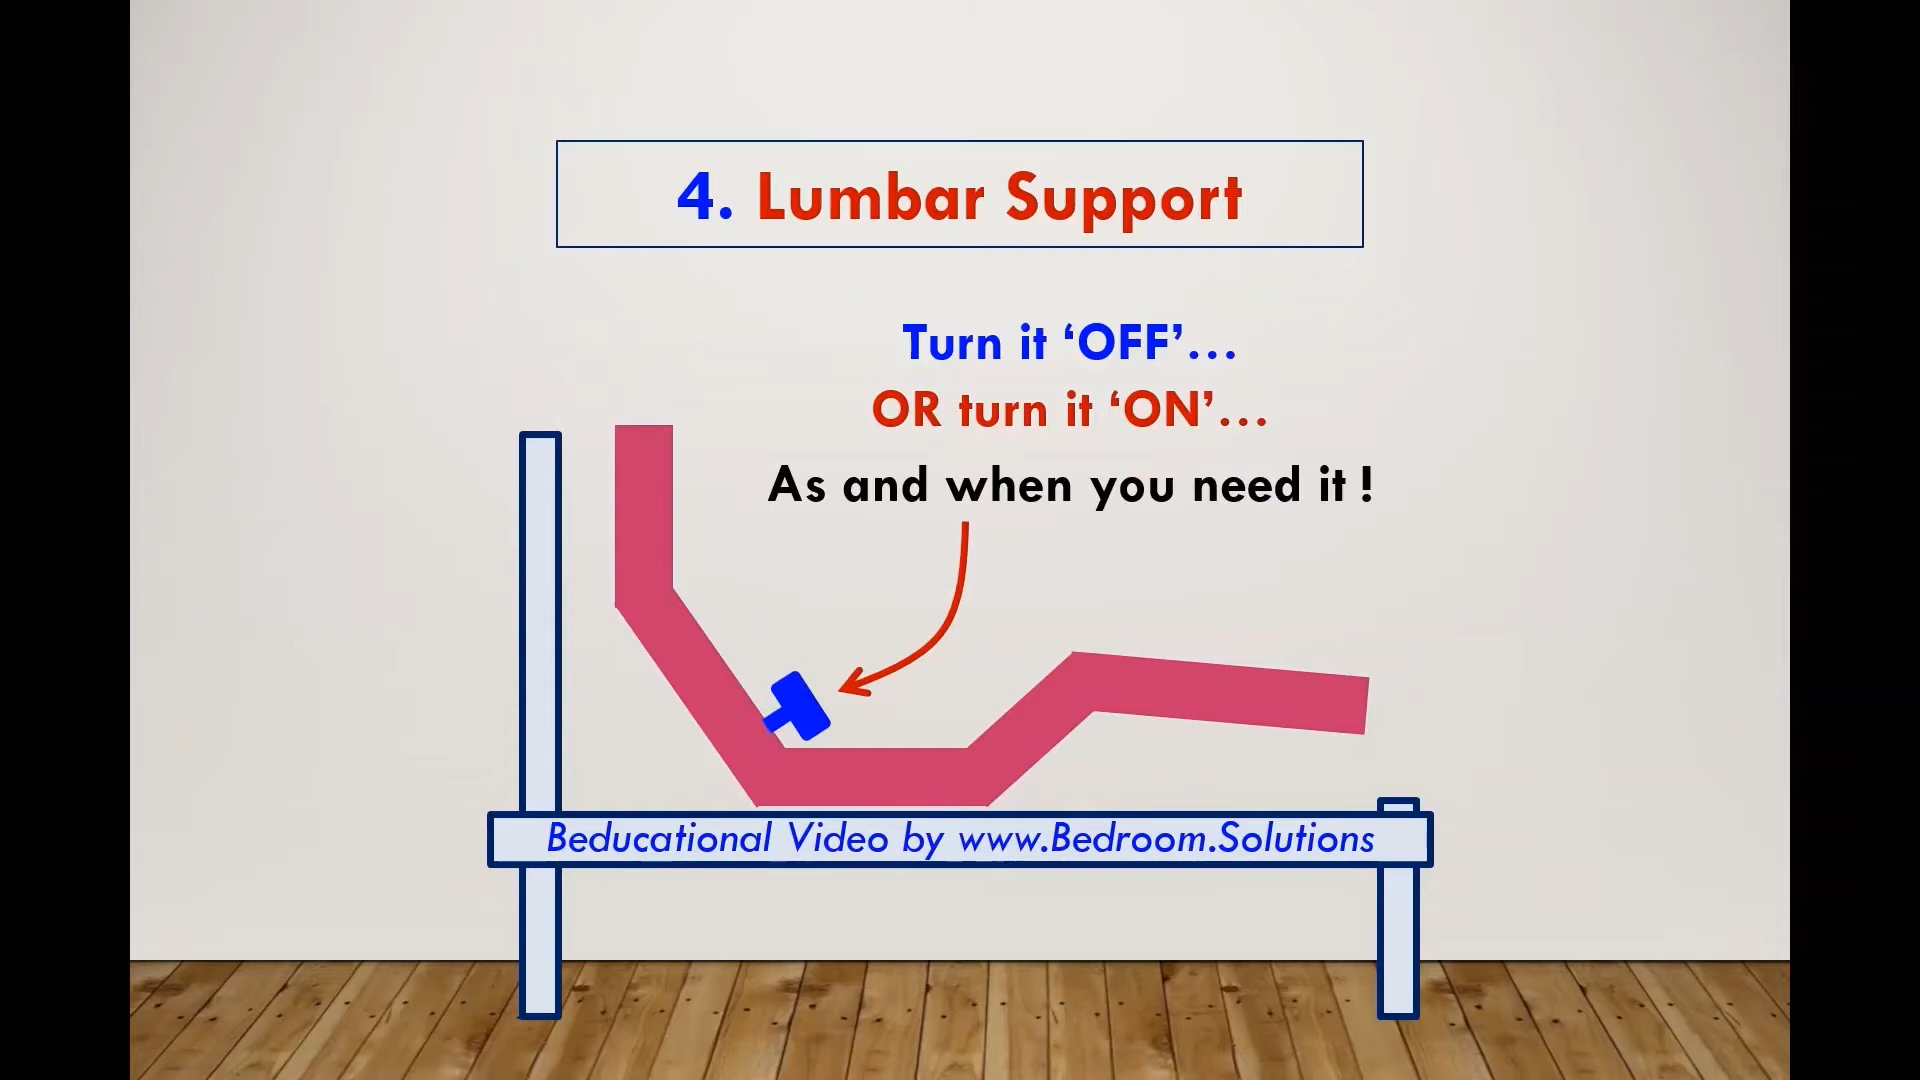 4. Lumbar Support
Turn it ‘OFF’...
OR turn it ‘ON’...
As and when you need it !
Beducational Video by www.Bedroom.Solutions